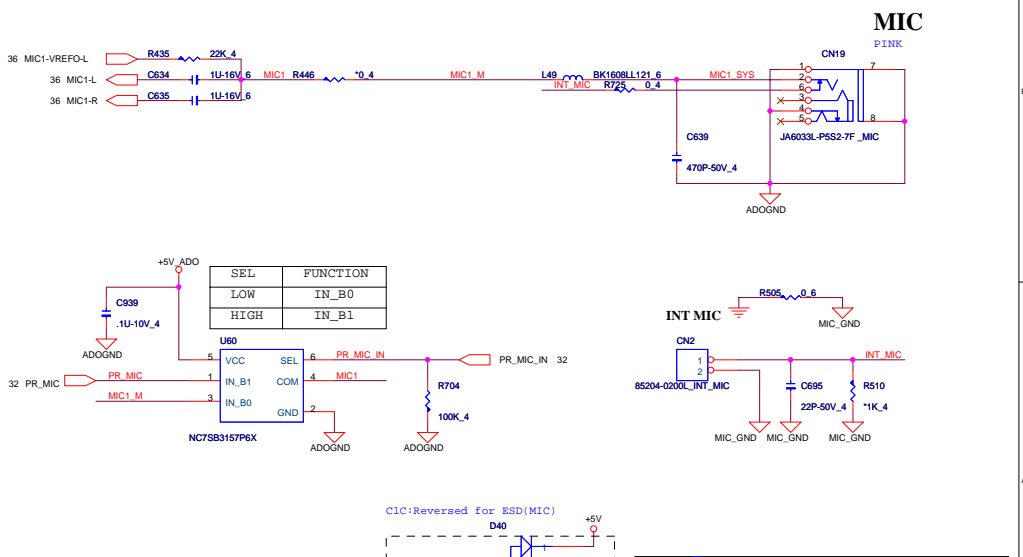 MIC
PINK
CN19
36 MIC1-VREFO-L
R435
22K_4
36 MIC1-L
C634
1U-16V_6
MIC1
R446
*0_4
MIC1_M
L49
BK1608LL121_6
MIC1_SYS
INT_MIC
R725
0_4
36 MIC1-R
C635
1U-16V_6
1
2
6
3
4
5
7
8
JA6033L-P5S2-7F_MIC
C639
470P-50V_4
ADOGND
+5V_ADO
C939
.1U-10V_4
ADOGND
SEL FUNCTION
LOW IN_B0
HIGH IN_B1
U60
5 VCC SEL 6
PR_MIC_IN
PR_MIC_IN 32
32 PR_MIC
PR_MIC
1 IN_B1 COM 4
MIC1
MIC1_M
3 IN_B0
GND 2
NC7SB3157P6X
ADOGND
R704
100K_4
ADOGND
R505
0_6
MIC_GND
INT MIC
CN2
1
2
85204-0200L_INT_MIC
INT_MIC
C695
22P-50V_4
R510
*1K_4
MIC_GND
MIC_GND
MIC_GND
C1C:Reversed for ESD(MIC)
D40
+5V
1